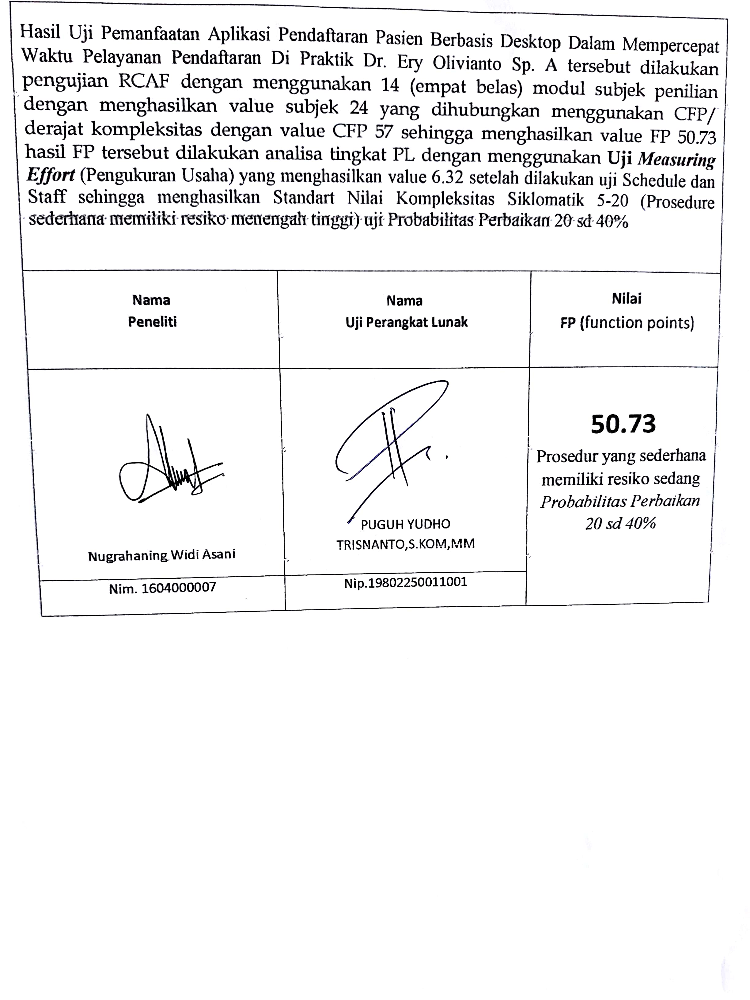 Hasil Uji Pemanfaatan Aplikasi Pendaftaran Pasien Berbasis Desktop Dalam Mempercepat
Waktu Pelayanan Pendaftaran Di Praktik Dr. Ery Olivianto Sp. A tersebut dilakukan
pengujian RCAF dengan menggunakan 14 (empat belas) modul subjek penilian
dengan menghasilkan value subjek 24 yang dihubungkan menggunakan CFP/
derajat kompleksitas dengan value CFP 57 sehingga menghasilkan value FP 50.73
hasil FP tersebut dilakukan analisa tingkat PL dengan menggunakan Uji Measuring
Effort (Pengukuran Usaha) yang menghasilkan value 6.32 setelah dilakukan uji Schedule dan
Staff sehingga menghasilkan Standart Nilai Kompleksitas Siklomatik 5-20 (Prosedure
sederhana memiliki resiko menengah tinggi) uji Probabilitas Perbaikan 20 sd 40%
Nama
Peneliti
Nama
Uji Perangkat Lunak
Nilai
FP (function points)
Nugrahaning Widi Asani
PUGUH YUDHO
TRISNANTO,S.KOM,MM
50.73
Prosedur yang sederhana
memiliki resiko sedang
Probabilitas Perbaikan
20 sd 40%
Nim. 1604000007
Nip.19802250011001